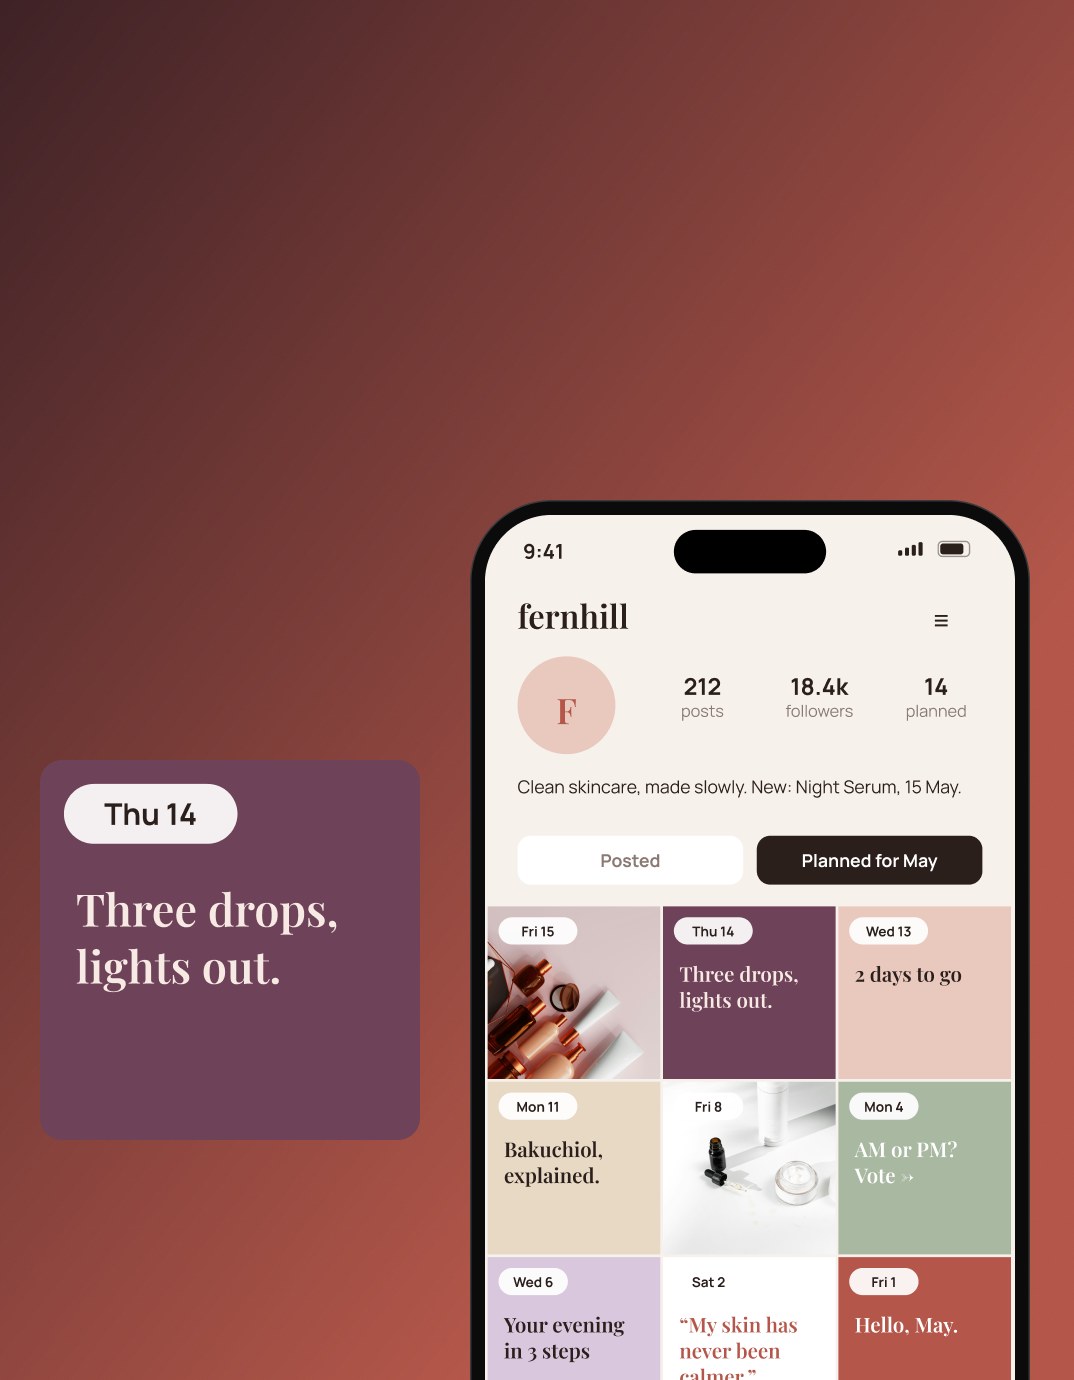 9:41
fernhill
≡
F
212
posts
18.4k
followers
14
planned
Clean skincare, made slowly. New: Night Serum, 15 May.
Posted
Planned for May
Thu 14
Three drops,
lights out.
Fri 15
Thu 14
Three drops,
lights out.
Wed 13
2 days to go
Mon 11
Bakuchiol,
explained.
Fri 8
Mon 4
AM or PM?
Vote →
Wed 6
Your evening
in 3 steps
Sat 2
“My skin has
never been
calmer.”
Fri 1
Hello, May.